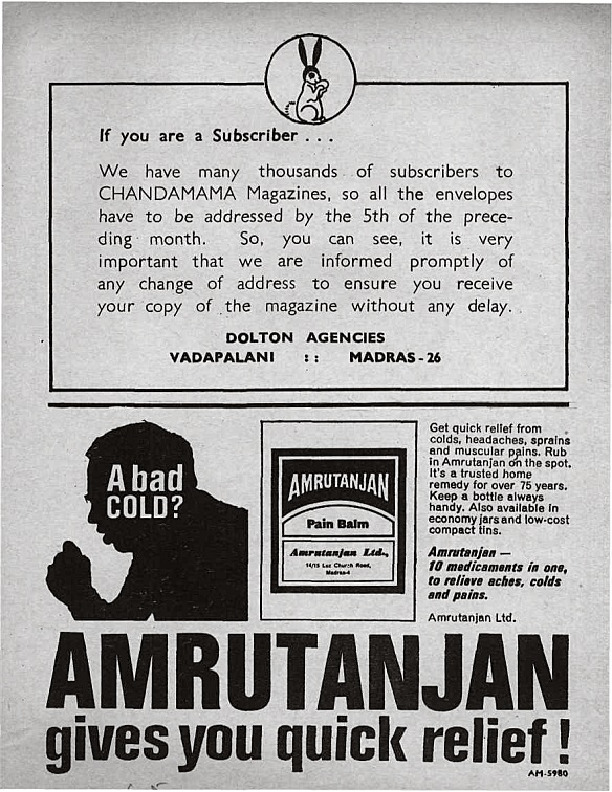 If you are a Subscriber . . .
We have many thousands of subscribers to
CHANDAMAMA Magazines, so all the envelopes
have to be addressed by the 5th of the prece-
ding month. So, you can see, it is very
important that we are informed promptly of
any change of address to ensure you receive
your copy of the magazine without any delay.
DOLTON AGENCIES
VADAPALANI : : MADRAS - 26
A bad
COLD?
AMRUTANJAN
Pain Balm
Amrutanjan Ltd.,
14/15 Luz Church Road,
Madras-4
Get quick relief from
colds, headaches, sprains
and muscular pains. Rub
in Amrutanjan on the spot.
It's a trusted home
remedy for over 75 years.
Keep a bottle always
handy. Also available in
economy jars and low-cost
compact tins.
Amrutanjan —
10 medicaments in one,
to relieve aches, colds
and pains.
Amrutanjan Ltd.
AMRUTANJAN
gives you quick relief !
AM-5980